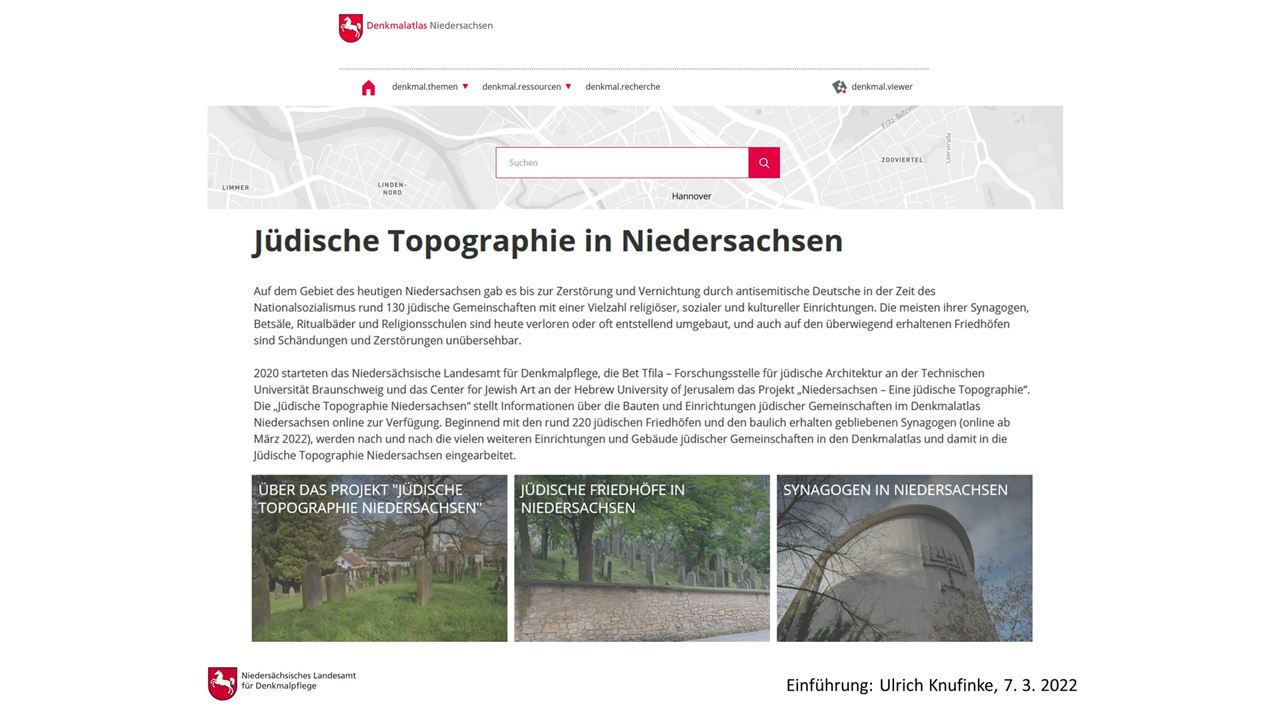 Denkmalatlas Niedersachsen
denkmal.themen
denkmal.ressourcen
denkmal.recherche
denkmal.viewer
Fritz-Behrens
Suchen
ZOOVIERTEL
LIMMER
LINDEN-
NORD
Hannover
Jüdische Topographie in Niedersachsen
Auf dem Gebiet des heutigen Niedersachsen gab es bis zur Zerstörung und Vernichtung durch antisemitische Deutsche in der Zeit des
Nationalsozialismus rund 130 jüdische Gemeinschaften mit einer Vielzahl religiöser, sozialer und kultureller Einrichtungen. Die meisten ihrer Synagogen,
Betsäle, Ritualbäder und Religionsschulen sind heute verloren oder oft entstellend umgebaut, und auch auf den überwiegend erhaltenen Friedhöfen
sind Schändungen und Zerstörungen unübersehbar.
2020 starteten das Niedersächsische Landesamt für Denkmalpflege, die Bet Tfila – Forschungsstelle für jüdische Architektur an der Technischen
Universität Braunschweig und das Center for Jewish Art an der Hebrew University of Jerusalem das Projekt „Niedersachsen – Eine jüdische Topographie“.
Die „Jüdische Topographie Niedersachsen“ stellt Informationen über die Bauten und Einrichtungen jüdischer Gemeinschaften im Denkmalatlas
Niedersachsen online zur Verfügung. Beginnend mit den rund 220 jüdischen Friedhöfen und den baulich erhalten gebliebenen Synagogen (online ab
März 2022), werden nach und nach die vielen weiteren Einrichtungen und Gebäude jüdischer Gemeinschaften in den Denkmalatlas und damit in die
Jüdische Topographie Niedersachsen eingearbeitet.
ÜBER DAS PROJEKT "JÜDISCHE
TOPOGRAPHIE NIEDERSACHSEN"
JÜDISCHE FRIEDHÖFE IN
NIEDERSACHSEN
SYNAGOGEN IN NIEDERSACHSEN
Niedersächsisches Landesamt
für Denkmalpflege
Einführung: Ulrich Knufinke, 7. 3. 2022